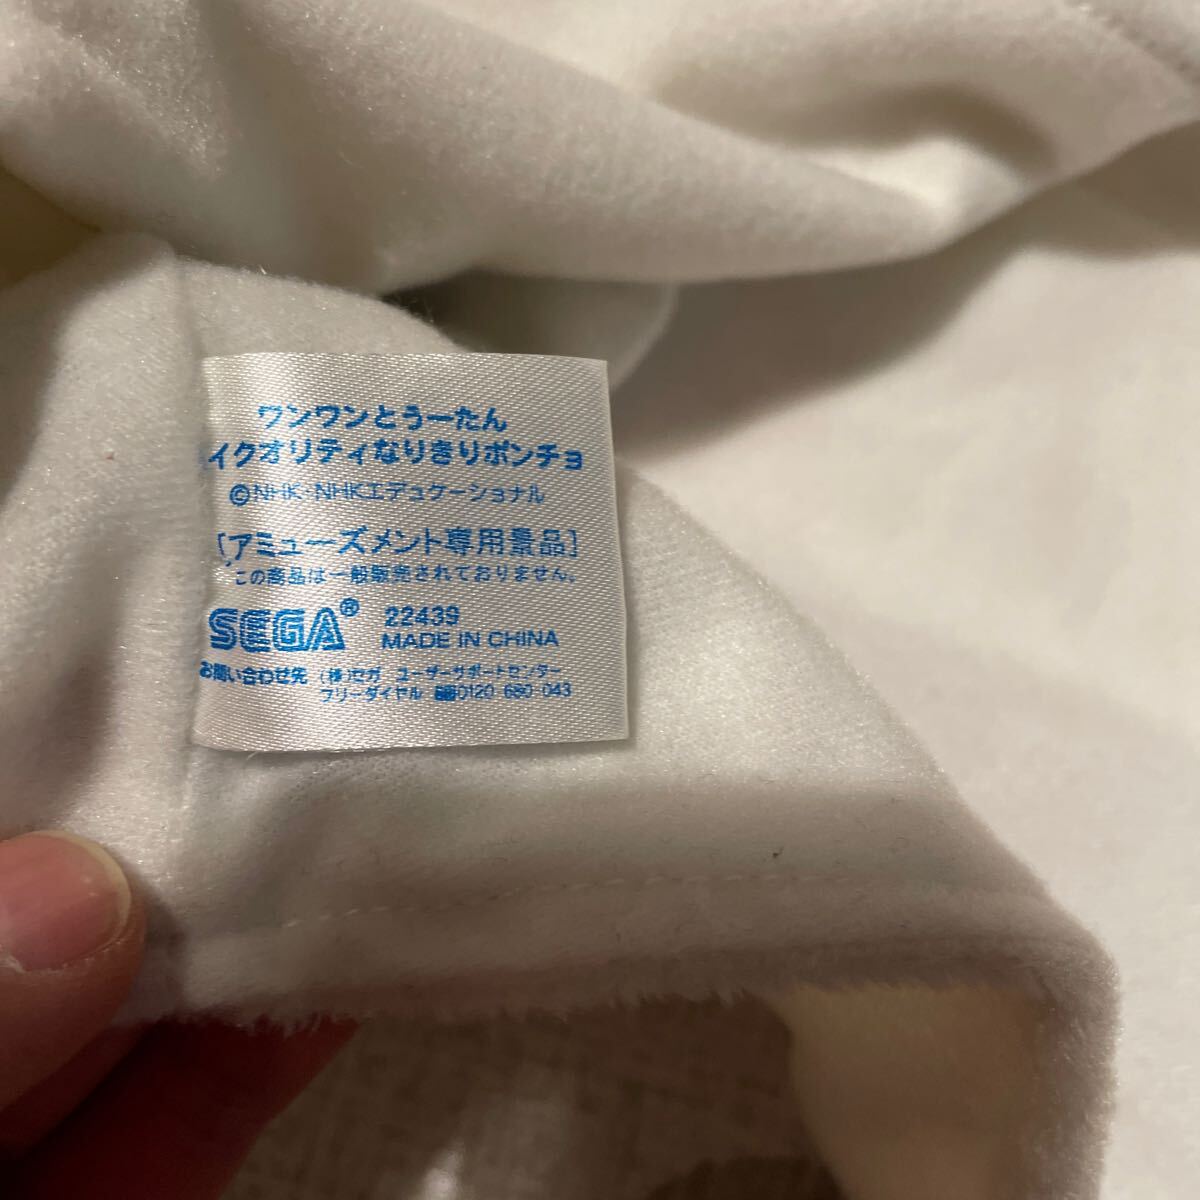 ワンワンとうーたん
イクオリティなりきりポンチョ
©NHK・NHKエデュケーショナル
[アミューズメント専用景品]
この商品は一般販売されておりません。
SEGA® 22439
MADE IN CHINA
お問い合わせ先 (株)セガ ユーザーサポートセンター
フリーダイヤル 0120-680-043